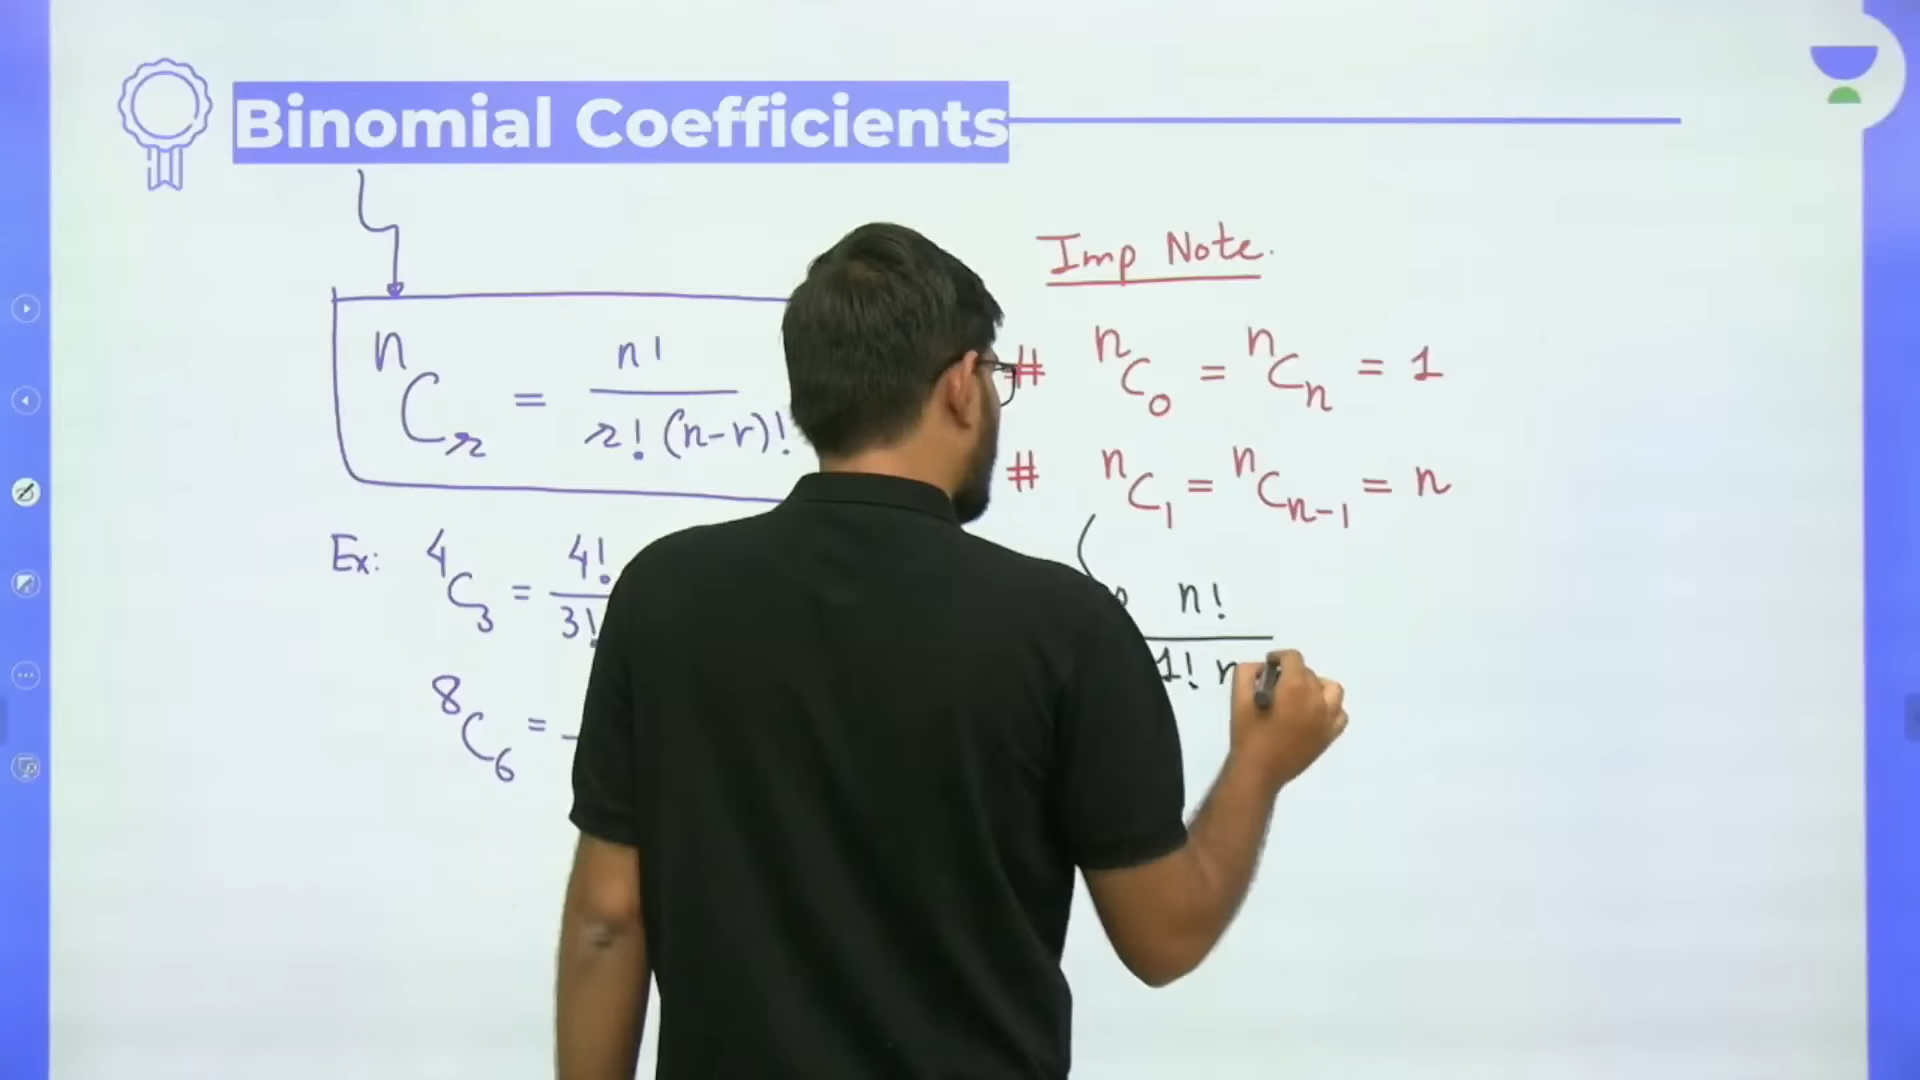 Binomial Coefficients
nCr = n! / r! (n-r)!
Ex: 4C3 = 4! / 3!
8C6 =
Imp Note.
# nC0 = nCn = 1
# nC1 = nCn-1 = n
n! / 1! n